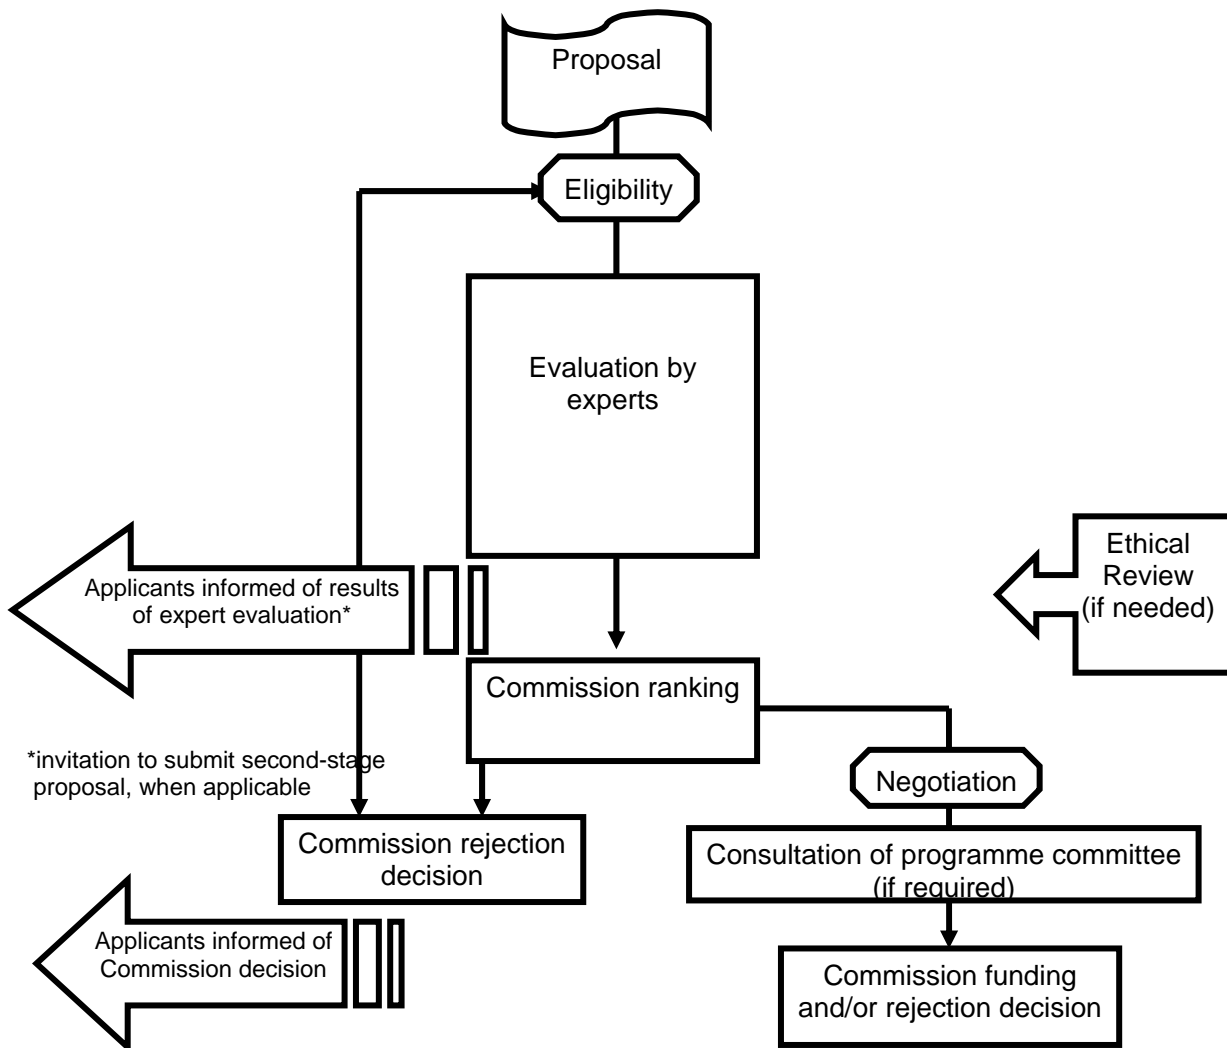 Proposal
Eligibility
Evaluation by
experts
Ethical
Review
(if needed)
Applicants informed of results
of expert evaluation*
Commission ranking
*invitation to submit second-stage
proposal, when applicable
Negotiation
Commission rejection
decision
Consultation of programme committee
(if required)
Applicants informed of
Commission decision
Commission funding
and/or rejection decision